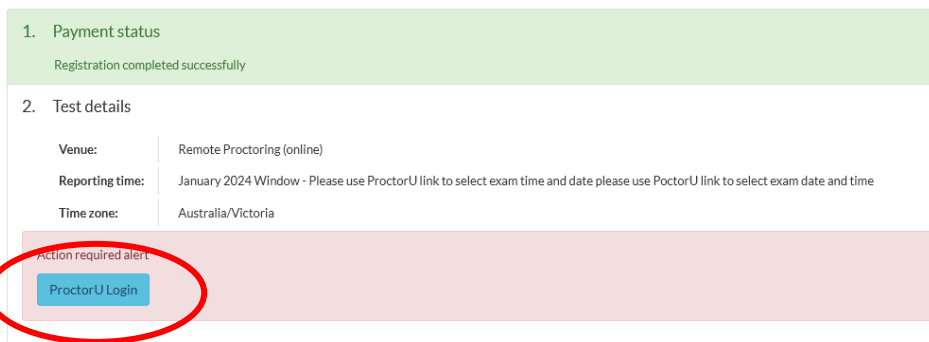 1. Payment status
Registration completed successfully
2. Test details
Venue: Remote Proctoring (online)
Reporting time: January 2024 Window - Please use ProctorU link to select exam time and date please use PoctorU link to select exam date and time
Time zone: Australia/Victoria
Action required alert
ProctorU Login